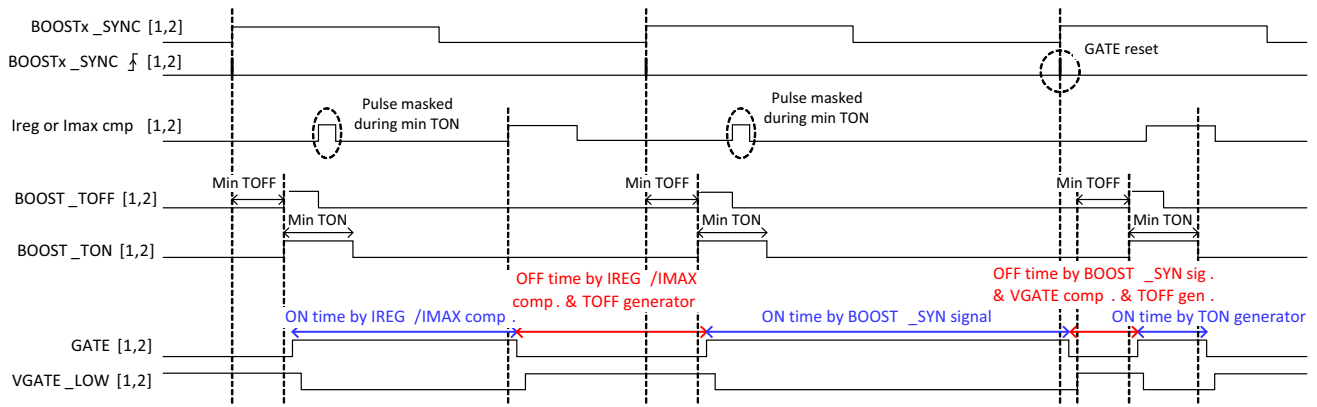 BOOSTx _SYNC [1,2]
BOOSTx _SYNC [1,2]
GATE reset
Pulse masked
during min TON
Pulse masked
during min TON
Ireg or Imax cmp [1,2]
Min TOFF
Min TOFF
Min TOFF
BOOST _TOFF [1,2]
Min TON
Min TON
Min TON
BOOST _TON [1,2]
OFF time by IREG /IMAX
comp . & TOFF generator
OFF time by BOOST _SYN sig .
& VGATE comp . & TOFF gen .
ON time by IREG /IMAX comp .
ON time by BOOST _SYN signal
ON time by TON generator
GATE [1,2]
VGATE _LOW [1,2]